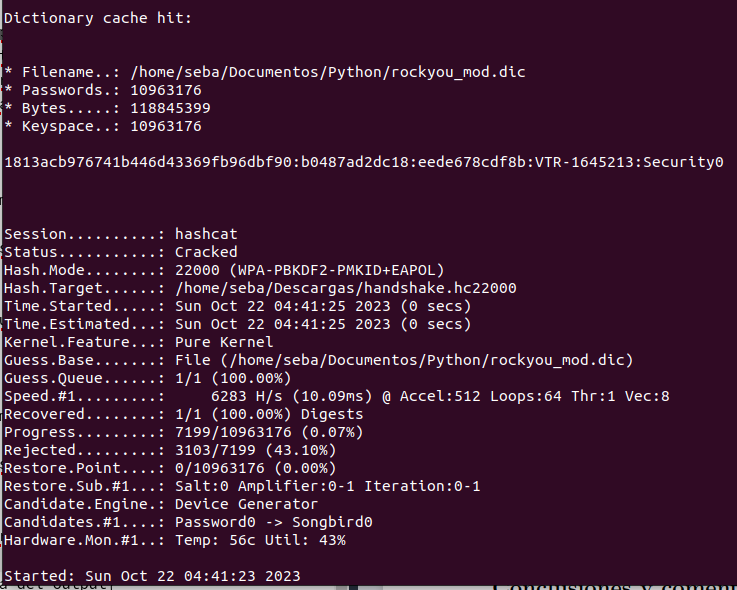 Dictionary cache hit:
* Filename..: /home/seba/Documentos/Python/rockyou_mod.dic
* Passwords.: 10963176
* Bytes.....: 118845399
* Keyspace..: 10963176
1813acb976741b446d43369fb96dbf90:b0487ad2dc18:eede678cdf8b:VTR-1645213:Security0
Session..........: hashcat
Status...........: Cracked
Hash.Mode........: 22000 (WPA-PBKDF2-PMKID+EAPOL)
Hash.Target......: /home/seba/Descargas/handshake.hc22000
Time.Started.....: Sun Oct 22 04:41:25 2023 (0 secs)
Time.Estimated...: Sun Oct 22 04:41:25 2023 (0 secs)
Kernel.Feature...: Pure Kernel
Guess.Base.......: File (/home/seba/Documentos/Python/rockyou_mod.dic)
Guess.Queue......: 1/1 (100.00%)
Speed.#1.........:     6283 H/s (10.09ms) @ Accel:512 Loops:64 Thr:1 Vec:8
Recovered........: 1/1 (100.00%) Digests
Progress.........: 7199/10963176 (0.07%)
Rejected.........: 3103/7199 (43.10%)
Restore.Point....: 0/10963176 (0.00%)
Restore.Sub.#1...: Salt:0 Amplifier:0-1 Iteration:0-1
Candidate.Engine.: Device Generator
Candidates.#1....: Password0 -> Songbird0
Hardware.Mon.#1..: Temp: 56c Util: 43%
Started: Sun Oct 22 04:41:23 2023